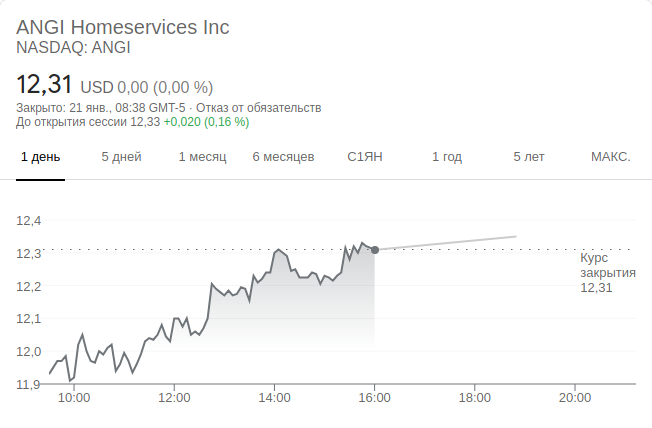 ANGI Homeservices Inc
NASDAQ: ANGI
12,31 USD 0,00 (0,00 %)
Закрыто: 21 янв., 08:38 GMT-5 · Отказ от обязательств
До открытия сессии 12,33 +0,020 (0,16 %)
1 день 5 дней 1 месяц 6 месяцев С1ЯН 1 год 5 лет МАКС.
12,4
12,3
12,2
12,1
12,0
11,9
Курс
закрытия
12,31
10:00 12:00 14:00 16:00 18:00 20:00